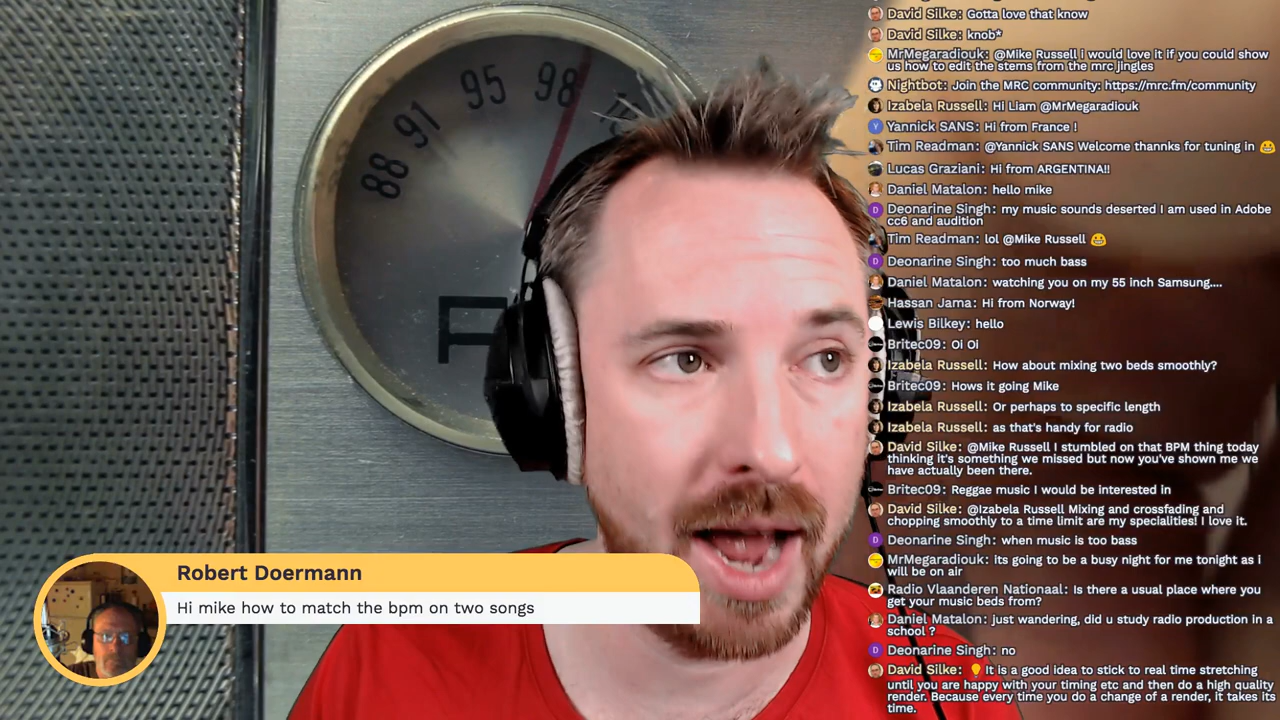 88
91
95
98
F
Robert Doermann
Hi mike how to match the bpm on two songs
David Silke: Gotta love that know
David Silke: knob*
MrMegaradiouk: @Mike Russell i would love it if you could show
us how to edit the stems from the mrc jingles
Nightbot: Join the MRC community: https://mrc.fm/community
Izabela Russell: Hi Liam @MrMegaradiouk
Y Yannick SANS: Hi from France !
Tim Readman: @Yannick SANS Welcome thannks for tuning in 😬
Lucas Graziani: Hi from ARGENTINA!!
Daniel Matalon: hello mike
D Deonarine Singh: my music sounds deserted I am used in Adobe
cc6 and audition
Tim Readman: lol @Mike Russell 😬
D Deonarine Singh: too much bass
Daniel Matalon: watching you on my 55 inch Samsung....
Hassan Jama: Hi from Norway!
Lewis Bilkey: hello
Britec09: Oi Oi
Izabela Russell: How about mixing two beds smoothly?
Britec09: Hows it going Mike
Izabela Russell: Or perhaps to specific length
Izabela Russell: as that's handy for radio
David Silke: @Mike Russell I stumbled on that BPM thing today
thinking it's something we missed but now you've shown me we
have actually been there.
Britec09: Reggae music I would be interested in
David Silke: @Izabela Russell Mixing and crossfading and
chopping smoothly to a time limit are my specialities! I love it.
D Deonarine Singh: when music is too bass
MrMegaradiouk: its going to be a busy night for me tonight as i
will be on air
Radio Vlaanderen Nationaal: Is there a usual place where you
get your music beds from?
Daniel Matalon: just wandering, did u study radio production in a
school ?
D Deonarine Singh: no
David Silke: 💡It is a good idea to stick to real time stretching
until you are happy with your timing etc and then do a high quality
render. Because every time you do a change of a render, it takes its
time.